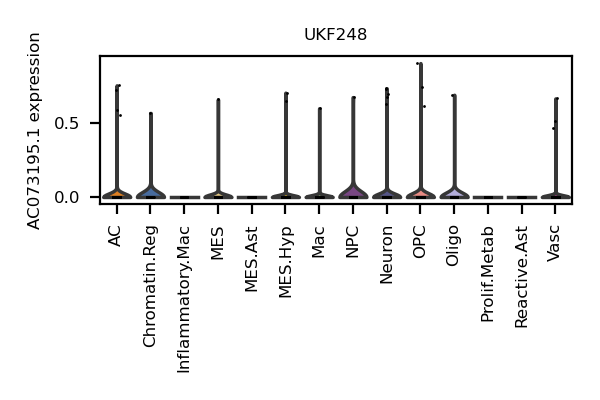 UKF248
AC073195.1 expression
0.5
0.0
AC
Chromatin.Reg
Inflammatory.Mac
MES
MES.Ast
MES.Hyp
Mac
NPC
Neuron
OPC
Oligo
Prolif.Metab
Reactive.Ast
Vasc